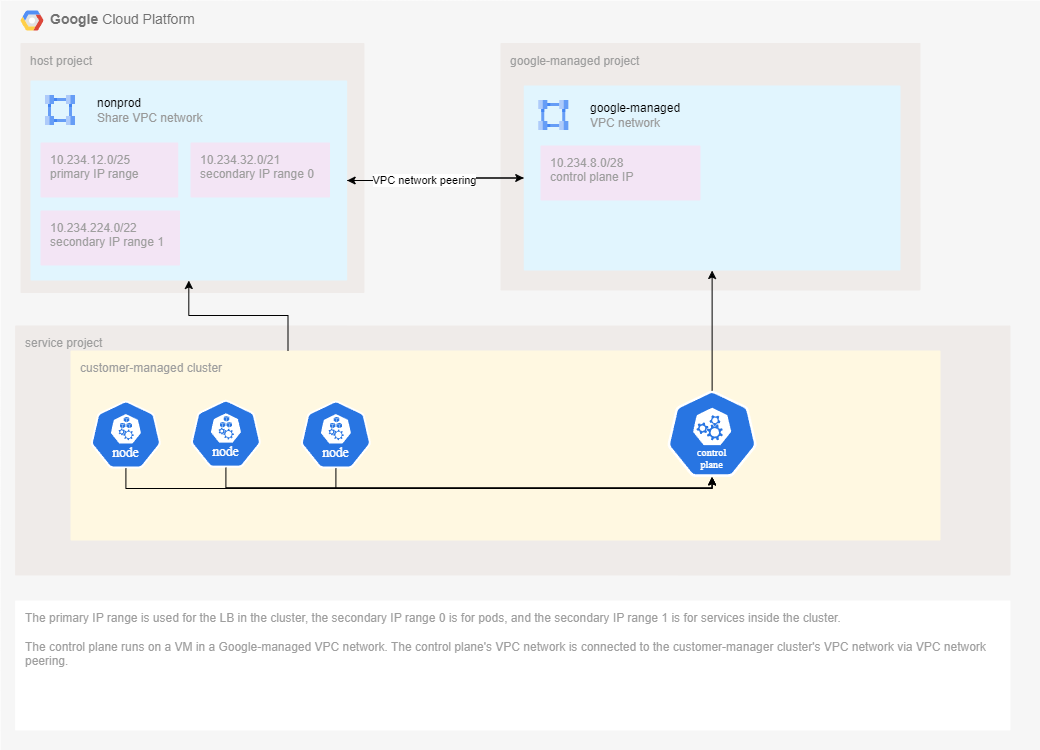 Google Cloud Platform
host project
nonprod
Share VPC network
10.234.12.0/25
primary IP range
10.234.32.0/21
secondary IP range 0
10.234.224.0/22
secondary IP range 1
VPC network peering
google-managed project
google-managed
VPC network
10.234.8.0/28
control plane IP
service project
customer-managed cluster
node
node
node
control
plane
The primary IP range is used for the LB in the cluster, the secondary IP range 0 is for pods, and the secondary IP range 1 is for services inside the cluster.
The control plane runs on a VM in a Google-managed VPC network. The control plane's VPC network is connected to the customer-manager cluster's VPC network via VPC network
peering.